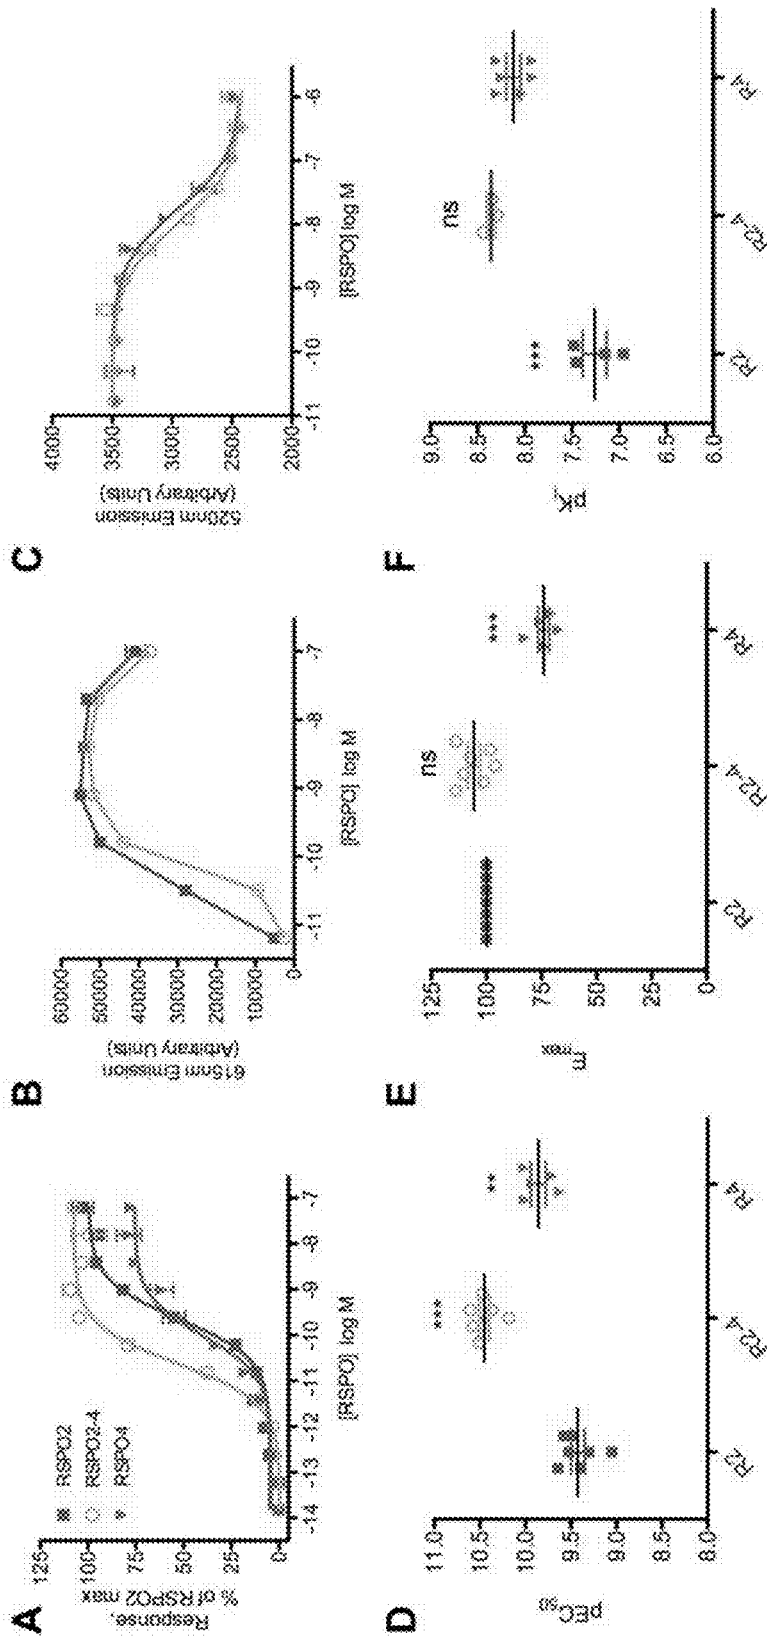 A
Response,
% of RSPO2 max
125
100
75
50
25
0
RSPO2
RSPO2-4
RSPO4
-14 -13 -12 -11 -10 -9 -8 -7
[RSPO] log M
B
615nm Emission
(Arbitrary Units)
60000
50000
40000
30000
20000
10000
0
-11 -10 -9 -8 -7
[RSPO] log M
C
520nm Emission
(Arbitrary Units)
4000
3500
3000
2500
2000
-11 -10 -9 -8 -7 -6
[RSPO] log M
D
pEC50
11.0
10.5
10.0
9.5
9.0
8.5
8.0
***
**
R2 R2-4 R4
E
Emax
125
100
75
50
25
0
ns
***
R2 R2-4 R4
F
pKi
9.0
8.5
8.0
7.5
7.0
6.5
6.0
***
ns
R2 R2-4 R4